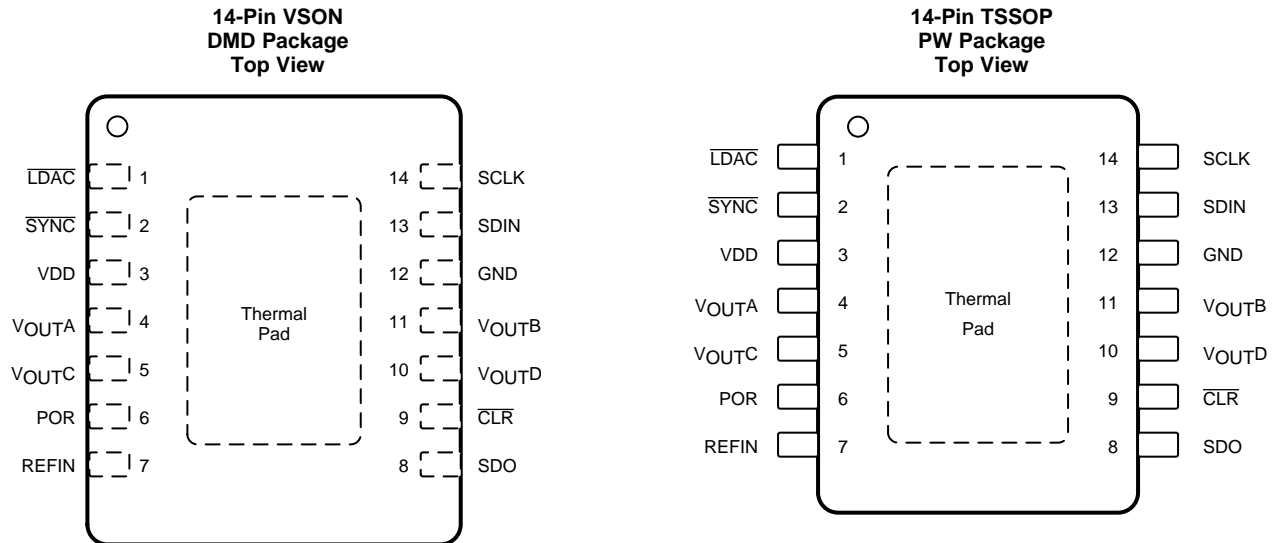 14-Pin VSON
DMD Package
Top View
LDAC 1 14 SCLK
SYNC 2 13 SDIN
VDD 3 12 GND
VOUTA 4 11 VOUTB
VOUTC 5 10 VOUTD
POR 6 9 CLR
REFIN 7 8 SDO
Thermal
Pad
14-Pin TSSOP
PW Package
Top View
LDAC 1 14 SCLK
SYNC 2 13 SDIN
VDD 3 12 GND
VOUTA 4 11 VOUTB
VOUTC 5 10 VOUTD
POR 6 9 CLR
REFIN 7 8 SDO
Thermal
Pad